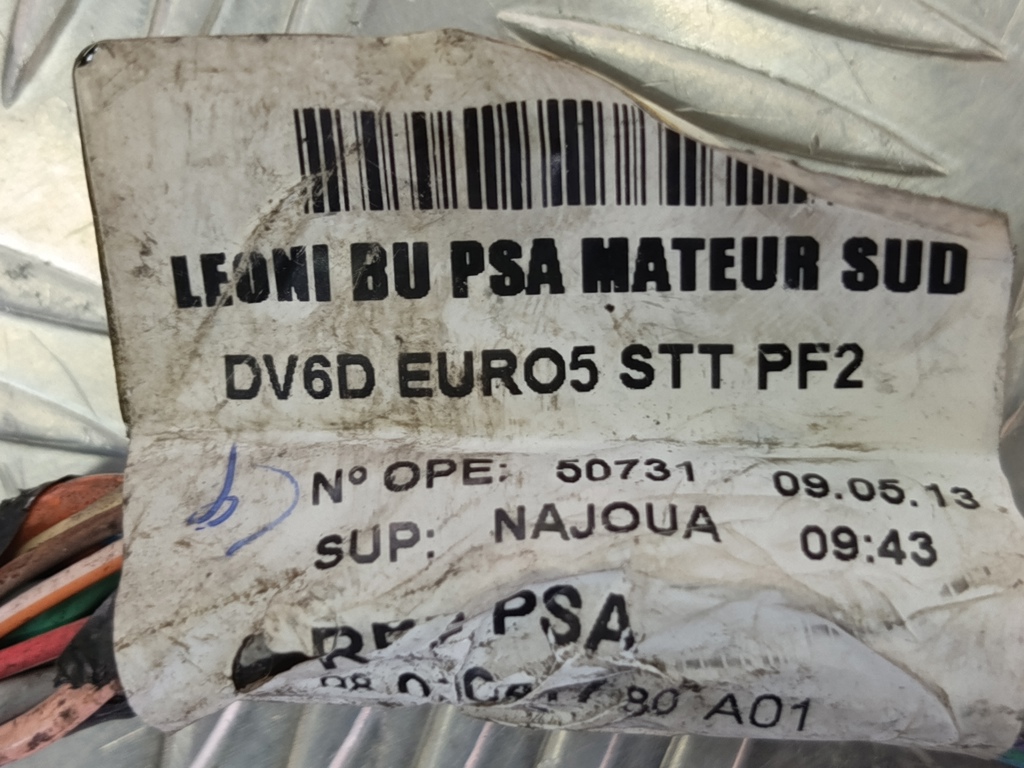 LEONI BU PSA MATEUR SUD
DV6D EURO5 STT PF2
N° OPE: 50731 09.05.13
SUP: NAJOUA 09:43
PSA
80 A01